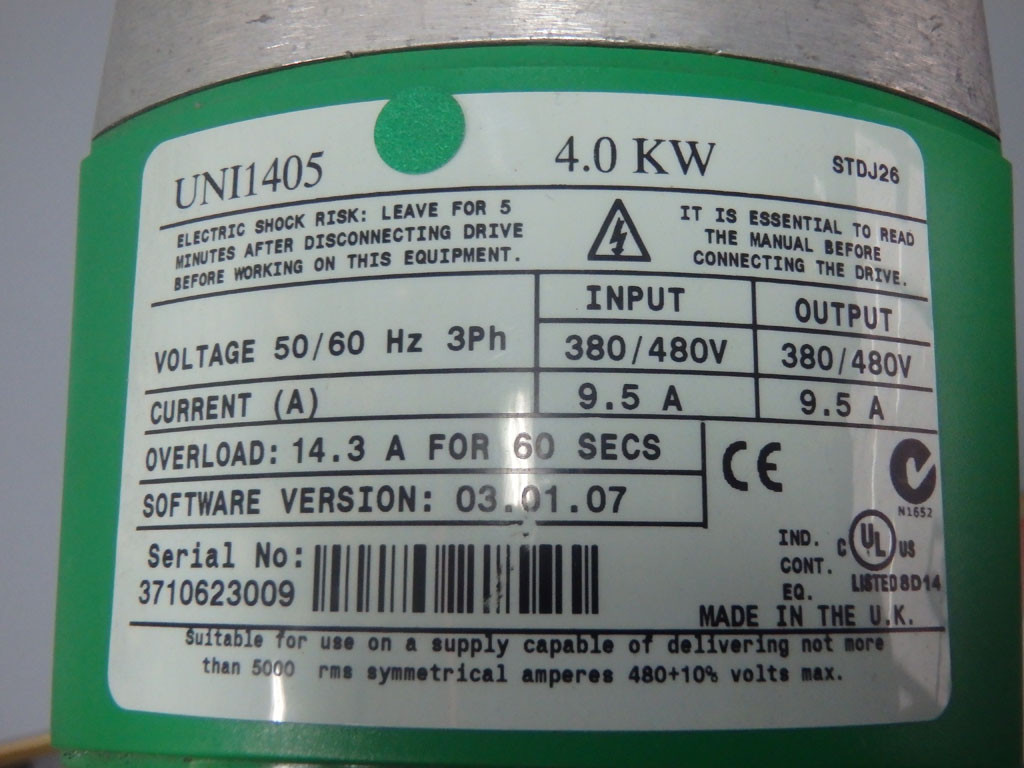 UNI1405 4.0 KW STDJ26
ELECTRIC SHOCK RISK: LEAVE FOR 5
MINUTES AFTER DISCONNECTING DRIVE
BEFORE WORKING ON THIS EQUIPMENT.
IT IS ESSENTIAL TO READ
THE MANUAL BEFORE
CONNECTING THE DRIVE.
INPUT OUTPUT
VOLTAGE 50/60 Hz 3Ph 380/480V 380/480V
CURRENT (A) 9.5 A 9.5 A
OVERLOAD: 14.3 A FOR 60 SECS
SOFTWARE VERSION: 03.01.07
CE
N1652
Serial No:
3710623009
IND.
CONT.
EQ.
C UL US
LISTED 8D14
MADE IN THE U.K.
Suitable for use on a supply capable of delivering not more
than 5000 rms symmetrical amperes 480+10% volts max.